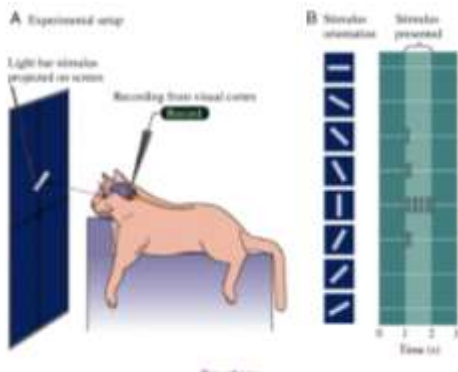 A Experimental setup
Light bar stimulus
projected on screen
Recording from visual cortex
Record
B Stimulus
orientation
Stimulus
presented
0 1 2 3
Time (s)